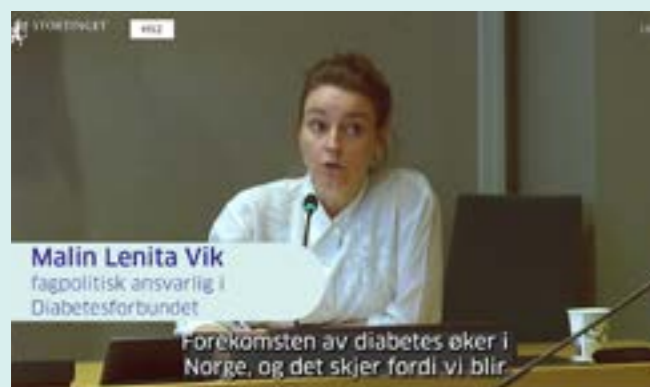 STORTINGET
Malin Lenita Vik
fagpolitisk ansvarlig i
Diabetesforbundet
Forekomsten av diabetes øker i
Norge, og det skjer fordi vi blir